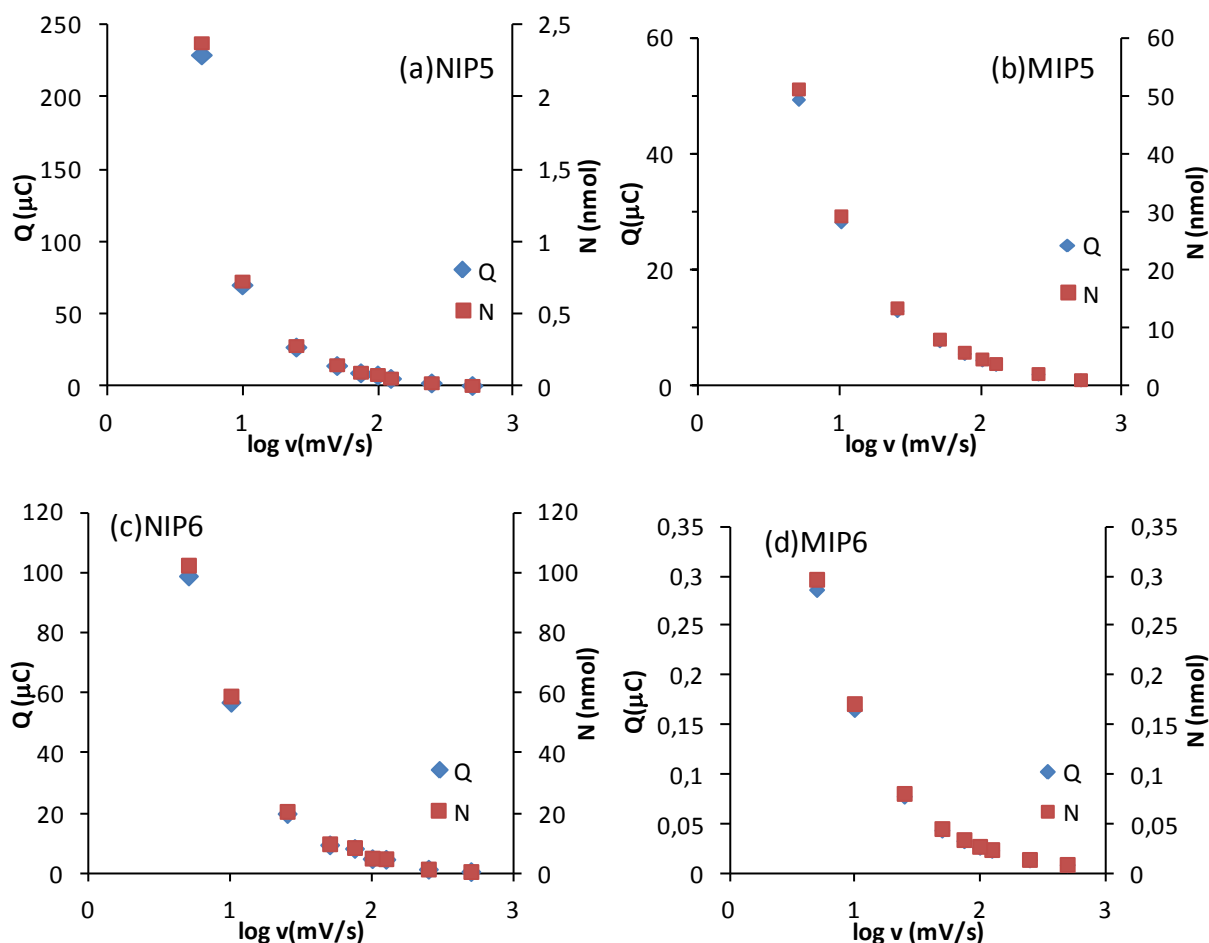 (a)NIP5
Q (μC)
250
200
150
100
50
0
N (nmol)
2,5
2
1,5
1
0,5
0
Q
N
0 1 2 3
log v(mV/s)
(b)MIP5
Q(μC)
60
40
20
0
N (nmol)
60
50
40
30
20
10
0
Q
N
0 1 2 3
log v (mV/s)
(c)NIP6
Q (μC)
120
100
80
60
40
20
0
N (nmol)
120
100
80
60
40
20
0
Q
N
0 1 2 3
log v(mV/s)
(d)MIP6
Q(μC)
0,35
0,3
0,25
0,2
0,15
0,1
0,05
0
N (nmol)
0,35
0,3
0,25
0,2
0,15
0,1
0,05
0
Q
N
0 1 2 3
log v(mV/s)